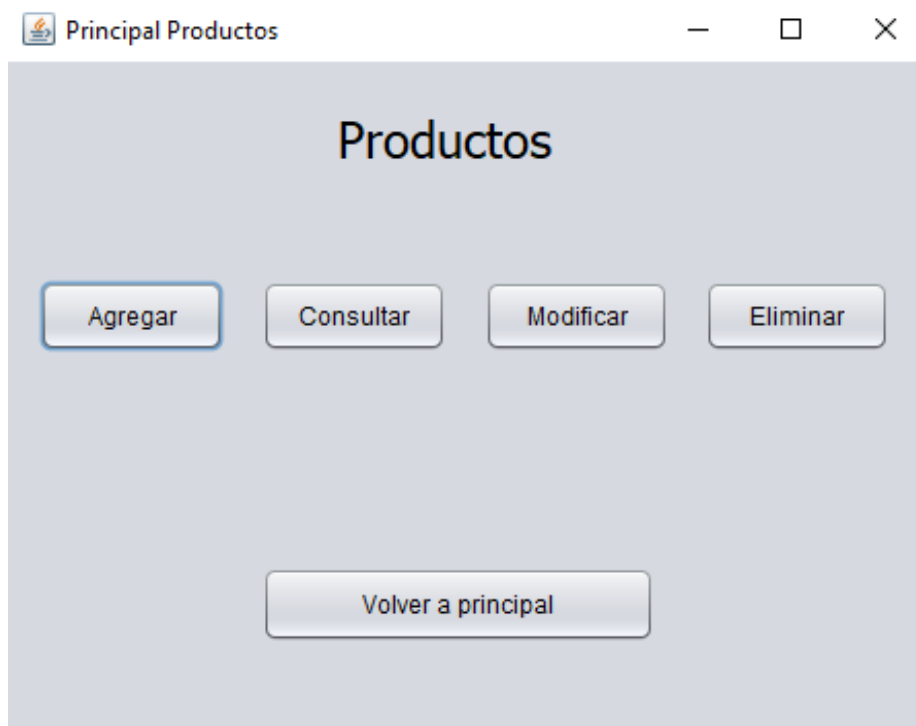 Principal Productos
Productos
Agregar Consultar Modificar Eliminar
Volver a principal